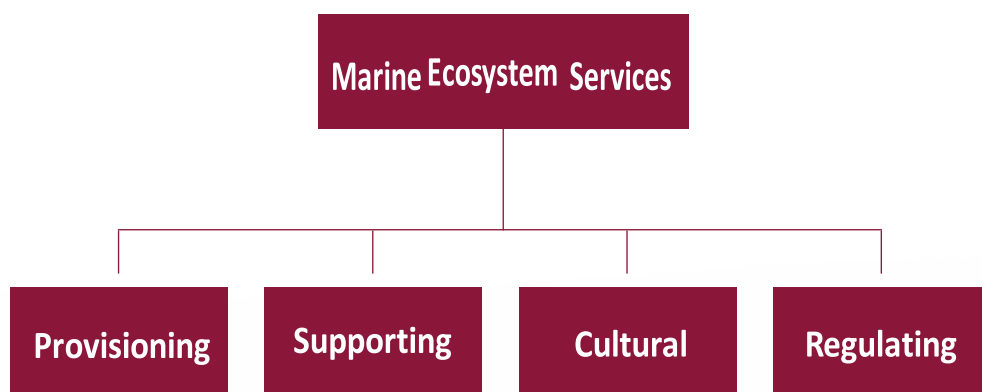 Marine Ecosystem Services
Provisioning
Supporting
Cultural
Regulating